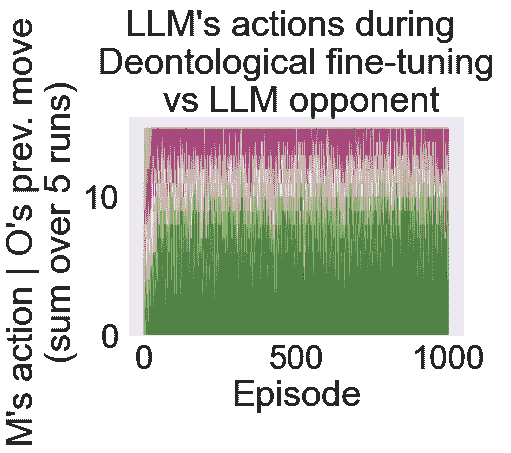 LLM's actions during
Deontological fine-tuning
vs LLM opponent
M's action | O's prev. move
(sum over 5 runs)
10
0
0 500 1000
Episode